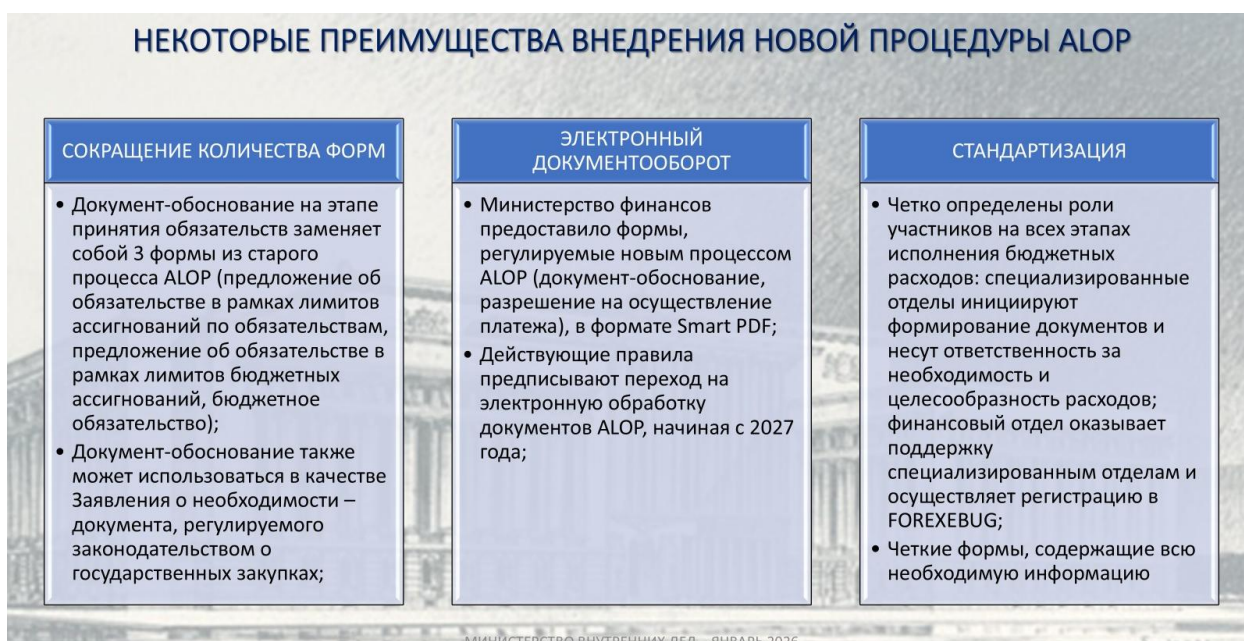 НЕКОТОРЫЕ ПРЕИМУЩЕСТВА ВНЕДРЕНИЯ НОВОЙ ПРОЦЕДУРЫ ALOP
СОКРАЩЕНИЕ КОЛИЧЕСТВА ФОРМ
• Документ-обоснование на этапе
принятия обязательств заменяет
собой 3 формы из старого
процесса ALOP (предложение об
обязательстве в рамках лимитов
ассигнований по обязательствам,
предложение об обязательстве в
рамках лимитов бюджетных
ассигнований, бюджетное
обязательство);
• Документ-обоснование также
может использоваться в качестве
Заявления о необходимости –
документа, регулируемого
законодательством о
государственных закупках;
ЭЛЕКТРОННЫЙ
ДОКУМЕНТООБОРОТ
• Министерство финансов
предоставило формы,
регулируемые новым процессом
ALOP (документ-обоснование,
разрешение на осуществление
платежа), в формате Smart PDF;
• Действующие правила
предписывают переход на
электронную обработку
документов ALOP, начиная с 2027
года;
СТАНДАРТИЗАЦИЯ
• Четко определены роли
участников на всех этапах
исполнения бюджетных
расходов: специализированные
отделы инициируют
формирование документов и
несут ответственность за
необходимость и
целесообразность расходов;
финансовый отдел оказывает
поддержку
специализированным отделам и
осуществляет регистрацию в
FOREXEBUG;
• Четкие формы, содержащие всю
необходимую информацию
МИНИСТЕРСТВО ВНУТРЕННИХ ДЕЛ – ЯНВАРЬ 2026